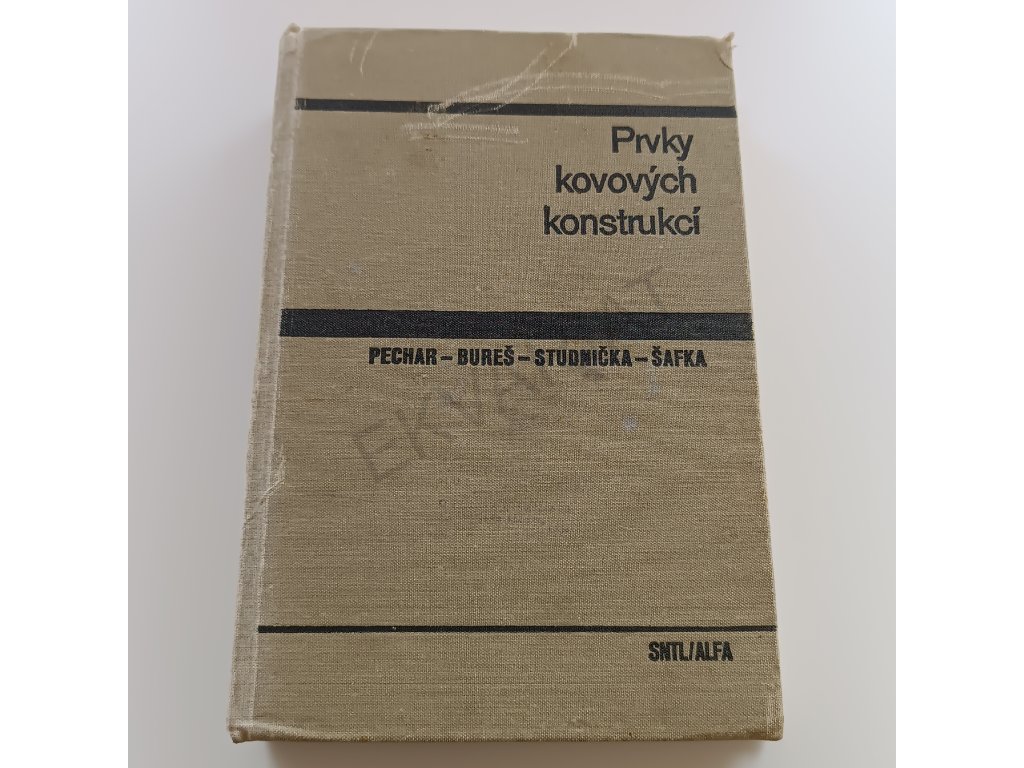 Prvky
kovových
konstrukcí
PECHAR – BUREŠ – STUDNIČKA – ŠAFKA
SNTL/ALFA